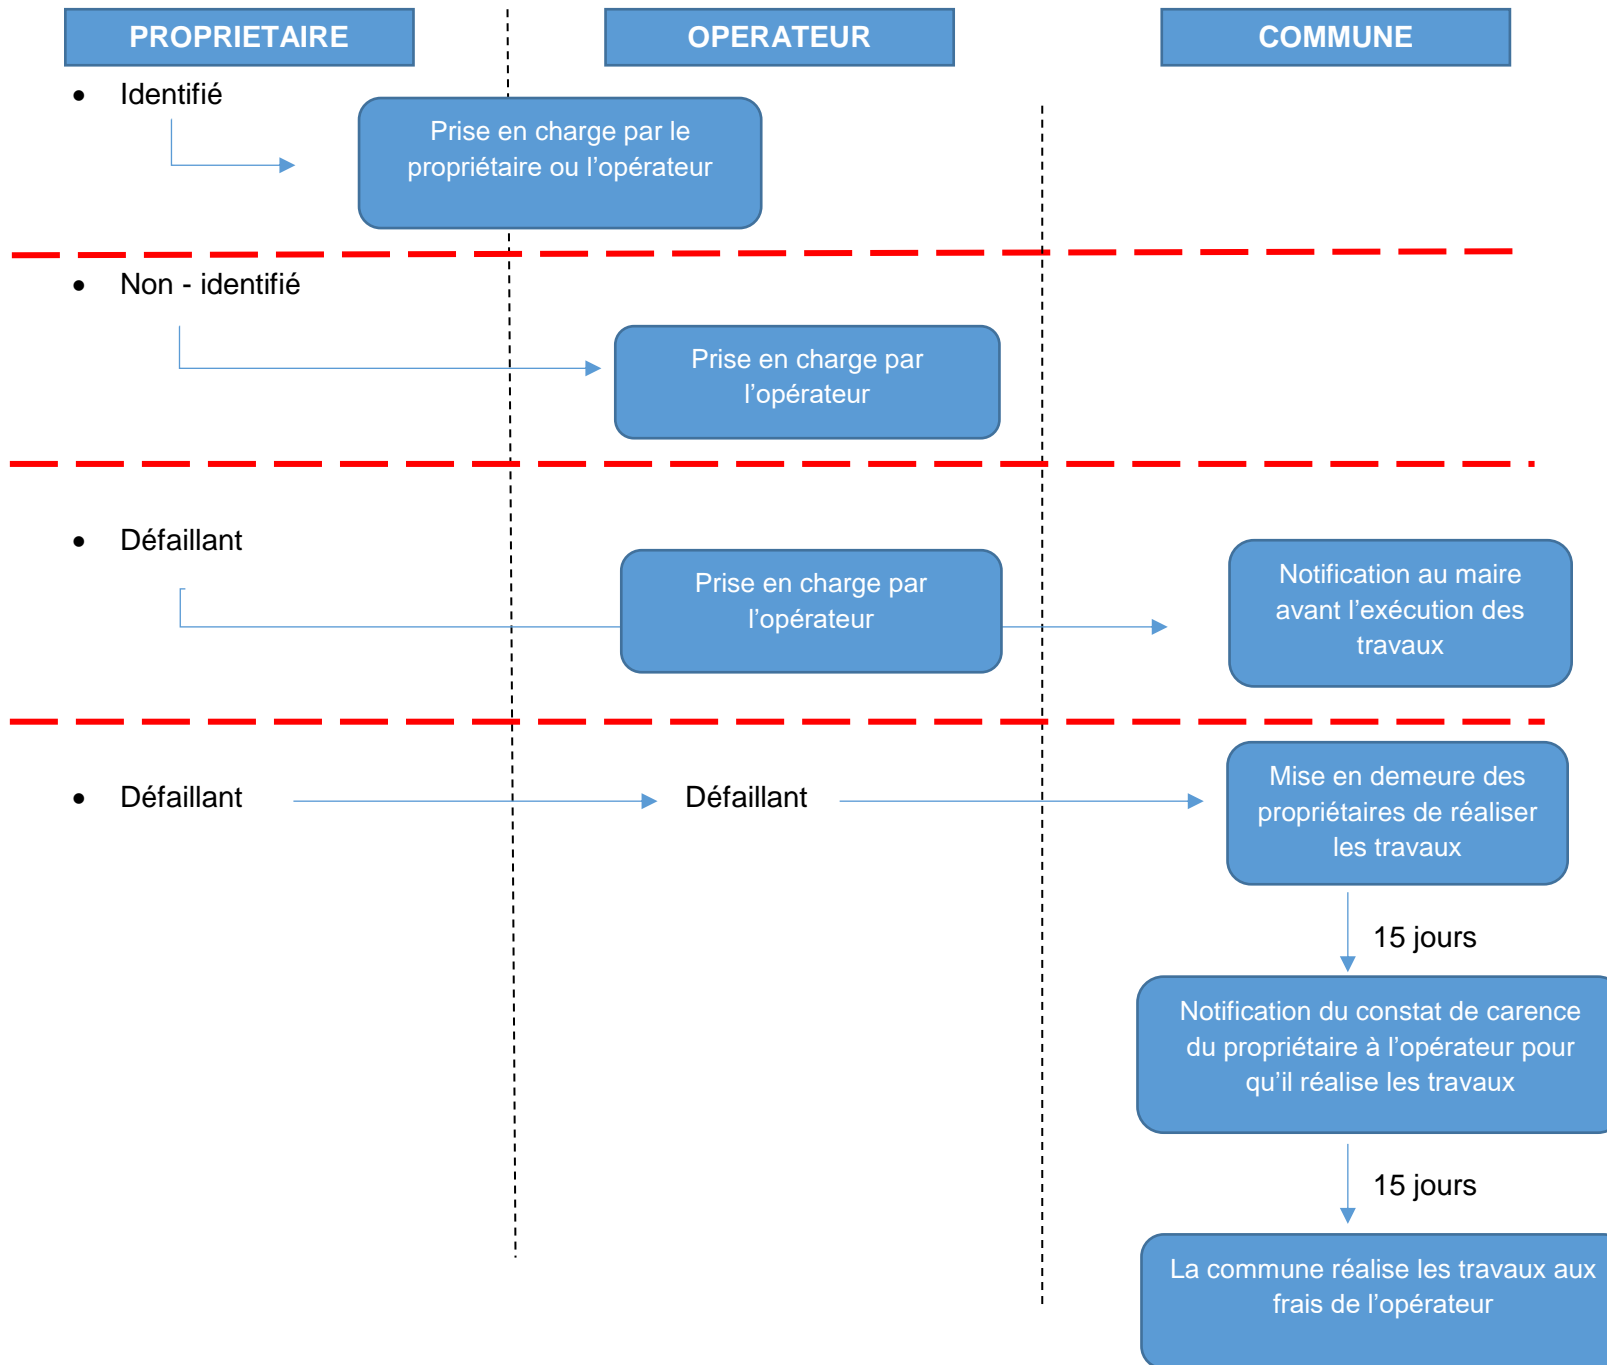 PROPRIETAIRE
OPERATEUR
COMMUNE
• Identifié
Prise en charge par le
propriétaire ou l’opérateur
• Non - identifié
Prise en charge par
l’opérateur
• Défaillant
Prise en charge par
l’opérateur
Notification au maire
avant l’exécution des
travaux
• Défaillant
Défaillant
Mise en demeure des
propriétaires de réaliser
les travaux
15 jours
Notification du constat de carence
du propriétaire à l’opérateur pour
qu’il réalise les travaux
15 jours
La commune réalise les travaux aux
frais de l’opérateur